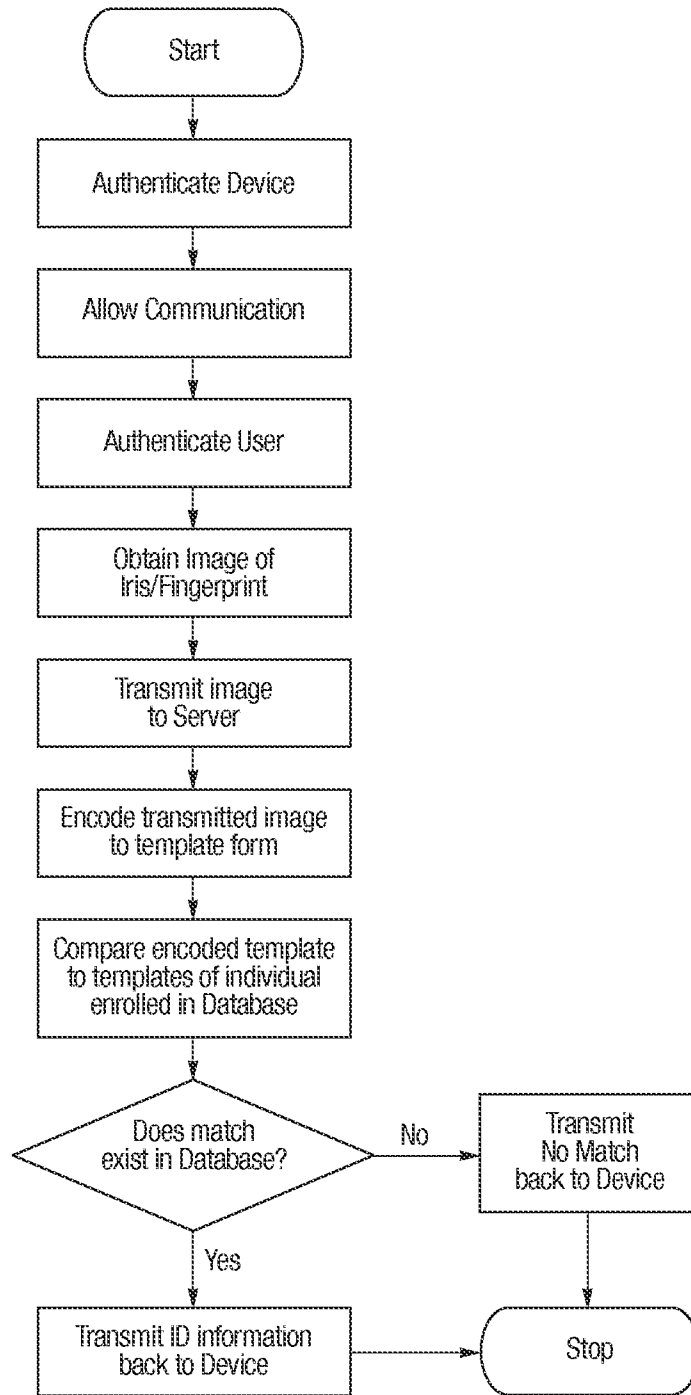 Start
Authenticate Device
Allow Communication
Authenticate User
Obtain Image of
Iris/Fingerprint
Transmit image
to Server
Encode transmitted image
to template form
Compare encoded template
to templates of individual
enrolled in Database
Does match
exist in Database?
No
Transmit
No Match
back to Device
Yes
Transmit ID information
back to Device
Stop